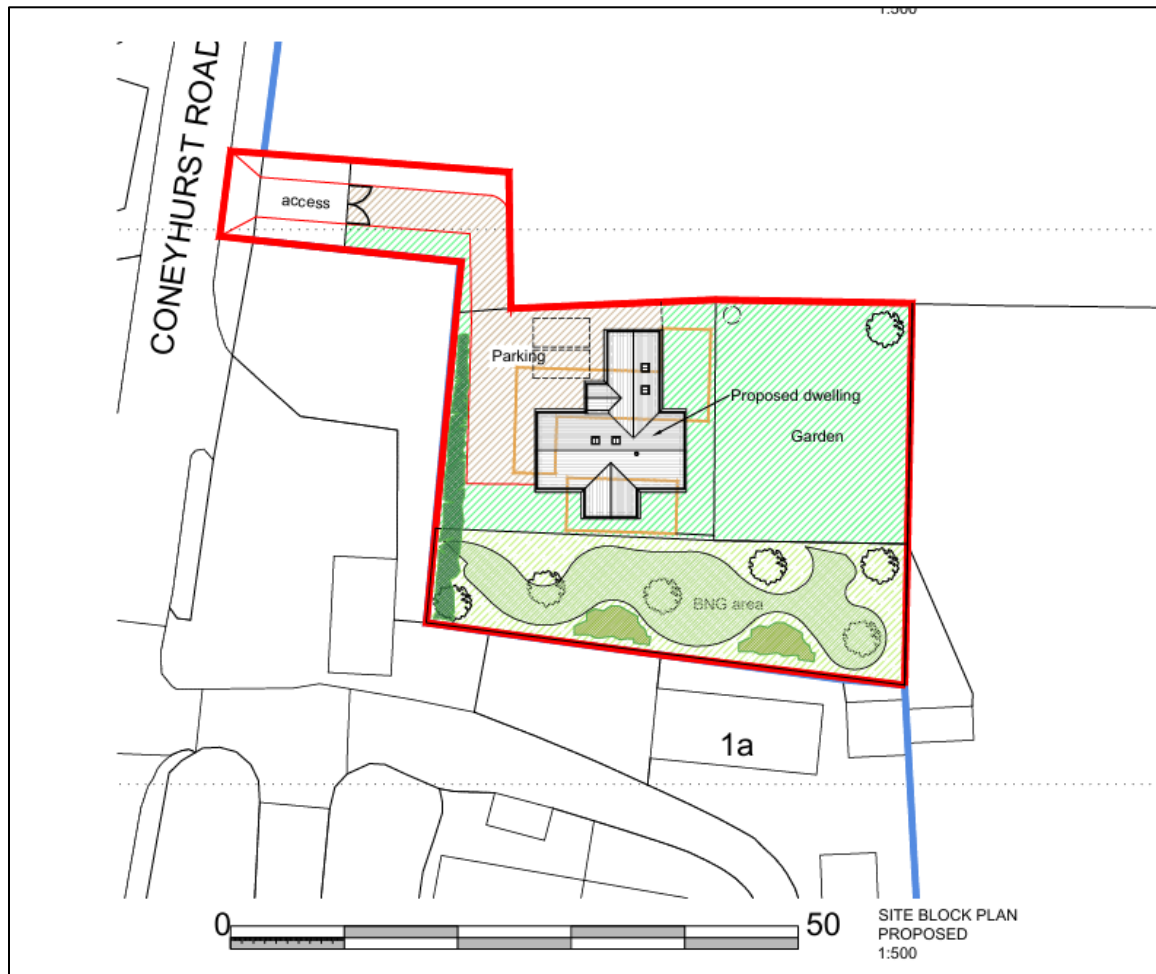 1:500
CONEYHURST ROAD
access
Parking
Proposed dwelling
Garden
BNG area
1a
0
50
SITE BLOCK PLAN
PROPOSED
1:500